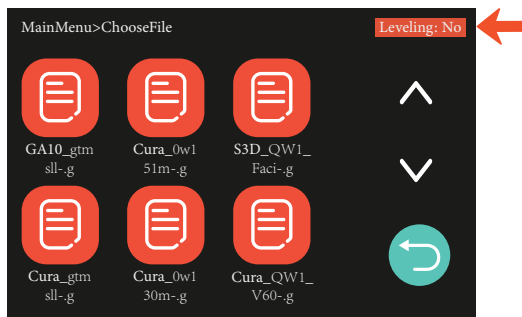 MainMenu>ChooseFile
Leveling: No
GA10_gtm
sll-.g
Cura_0w1
51m-.g
S3D_QW1_
Faci-.g
Cura_gtm
sll-.g
Cura_0w1
30m-.g
Cura_QW1_
V60-.g